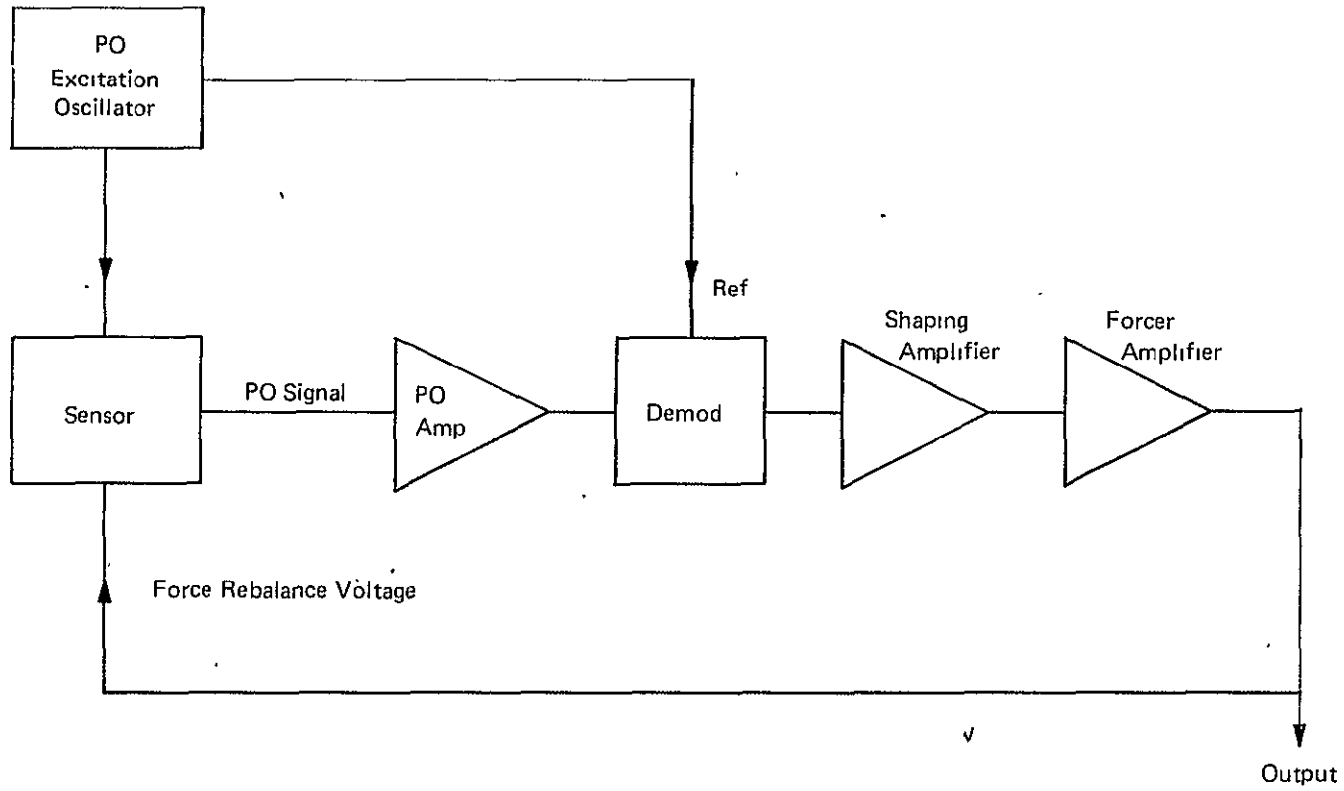 PO
Excitation
Oscillator
Ref
Shaping
Amplifier
Forcer
Amplifier
Sensor
PO Signal
PO
Amp
Demod
Force Rebalance Voltage
Output